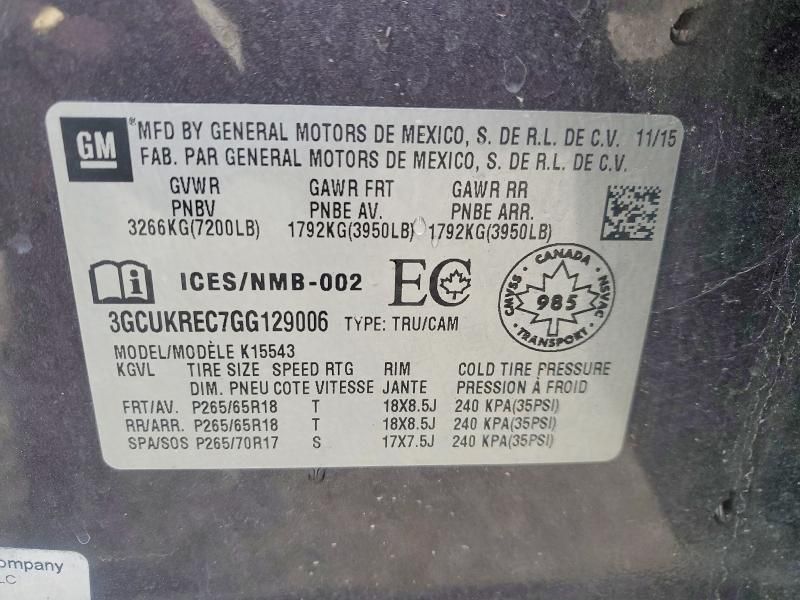 GM
®MFD BY GENERAL MOTORS DE MEXICO, S. DE R.L. DE C.V. 11/15
FAB. PAR GENERAL MOTORS DE MEXICO, S. DE R.L. DE C.V.
GVWR GAWR FRT GAWR RR
PNBV PNBE AV. PNBE ARR.
3266KG(7200LB) 1792KG(3950LB) 1792KG(3950LB)
i ICES/NMB-002 EC
CANADA
CMVSS 985 NSVAC
TRANSPORT
3GCUKREC7GG129006 TYPE: TRU/CAM
MODEL/MODÈLE K15543
KGVL TIRE SIZE SPEED RTG RIM COLD TIRE PRESSURE
DIM. PNEU COTE VITESSE JANTE PRESSION À FROID
FRT/AV. P265/65R18 T 18X8.5J 240 KPA(35PSI)
RR/ARR. P265/65R18 T 18X8.5J 240 KPA(35PSI)
SPA/SOS P265/70R17 S 17X7.5J 240 KPA(35PSI)
ompany
LC